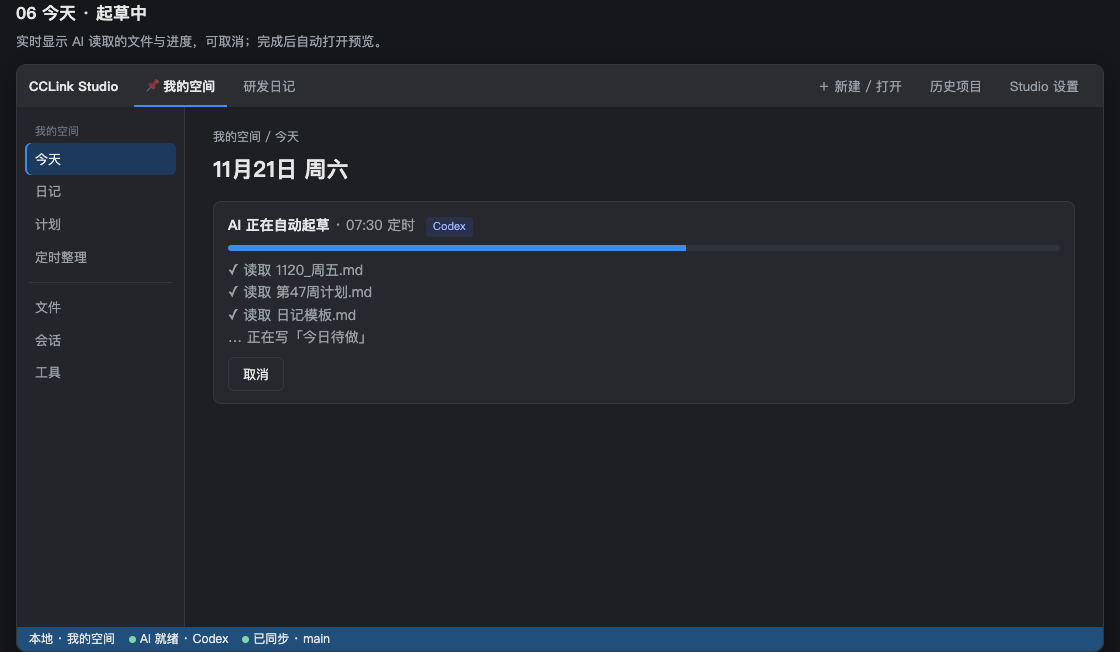 06 今天 · 起草中
实时显示 AI 读取的文件与进度，可取消；完成后自动打开预览。
CCLink Studio 我的空间 研发日记 + 新建 / 打开 历史项目 Studio 设置
我的空间
今天
日记
计划
定时整理
文件
会话
工具
我的空间 / 今天
11月21日 周六
AI 正在自动起草 · 07:30 定时 Codex
✓ 读取 1120_周五.md
✓ 读取 第47周计划.md
✓ 读取 日记模板.md
… 正在写「今日待做」
取消
本地 · 我的空间 ● AI 就绪 · Codex ● 已同步 · main